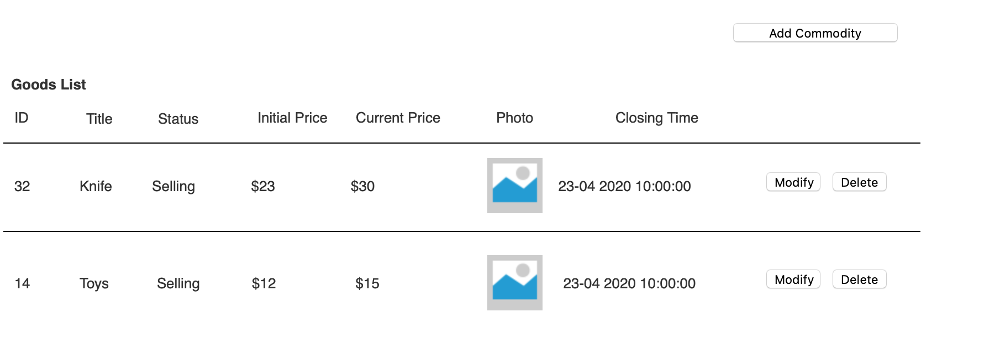 Add Commodity
Goods List
ID Title Status Initial Price Current Price Photo Closing Time
32 Knife Selling $23 $30 23-04 2020 10:00:00 Modify Delete
14 Toys Selling $12 $15 23-04 2020 10:00:00 Modify Delete